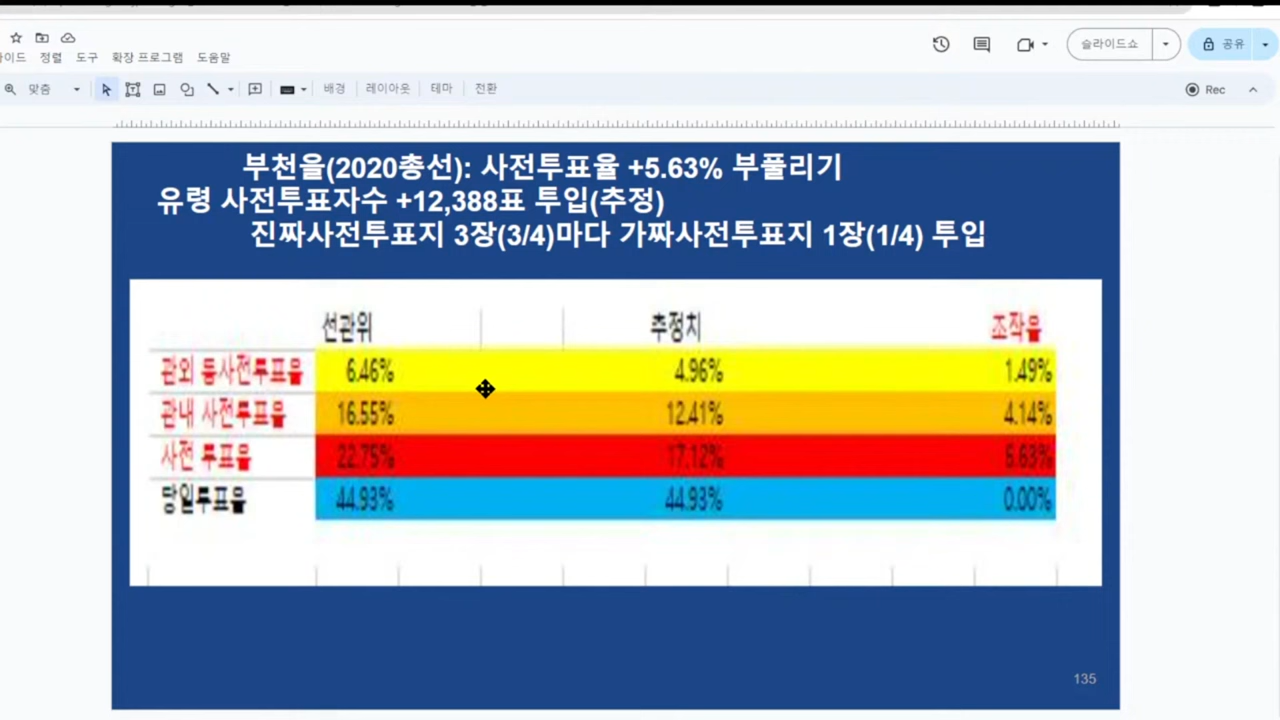 이드 정렬 도구 확장 프로그램 도움말
슬라이드쇼
공유
맞춤
배경 레이아웃 테마 전환
Rec
부천을(2020총선): 사전투표율 +5.63% 부풀리기
유령 사전투표자수 +12,388표 투입(추정)
진짜사전투표지 3장(3/4)마다 가짜사전투표지 1장(1/4) 투입
선관위 추정치 조작율
관외 등사전투표율 6.46% 4.96% 1.49%
관내 사전투표율 16.55% 12.41% 4.14%
사전 투표율 22.75% 17.12% 5.63%
당일투표율 44.93% 44.93% 0.00%
135